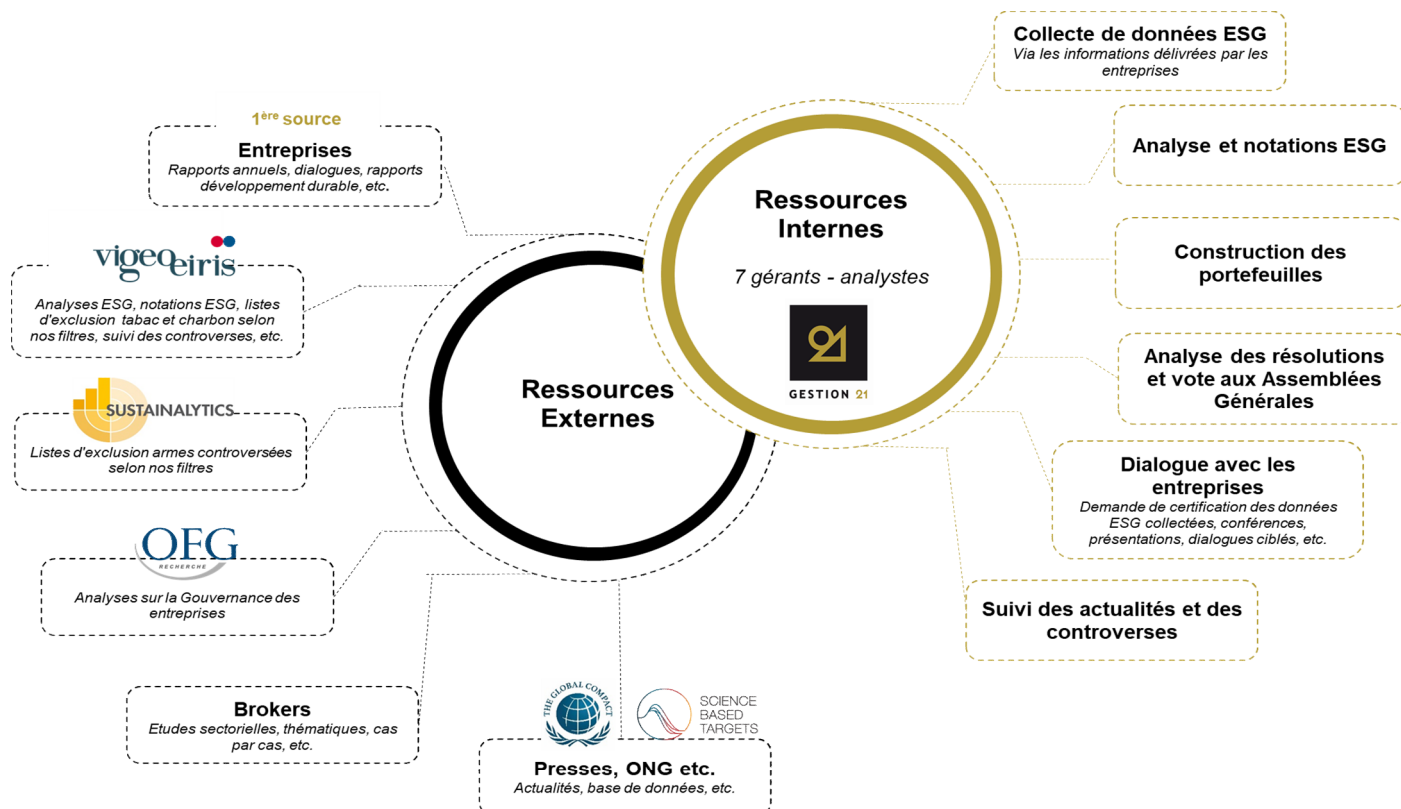 1ère source
Entreprises
Rapports annuels, dialogues, rapports
développement durable, etc.
vigeoeiris
Analyses ESG, notations ESG, listes
d'exclusion tabac et charbon selon
nos filtres, suivi des controverses, etc.
SUSTAINALYTICS
Listes d'exclusion armes controversées
selon nos filtres
OFG
RECHERCHE
Analyses sur la Gouvernance des
entreprises
Brokers
Etudes sectorielles, thématiques, cas
par cas, etc.
THE GLOBAL COMPACT
SCIENCE
BASED
TARGETS
Presses, ONG etc.
Actualités, base de données, etc.
Ressources
Externes
Ressources
Internes
7 gérants - analystes
21
GESTION 21
Collecte de données ESG
Via les informations délivrées par les
entreprises
Analyse et notations ESG
Construction des
portefeuilles
Analyse des résolutions
et vote aux Assemblées
Générales
Dialogue avec les
entreprises
Demande de certification des données
ESG collectées, conférences,
présentations, dialogues ciblés, etc.
Suivi des actualités et des
controverses